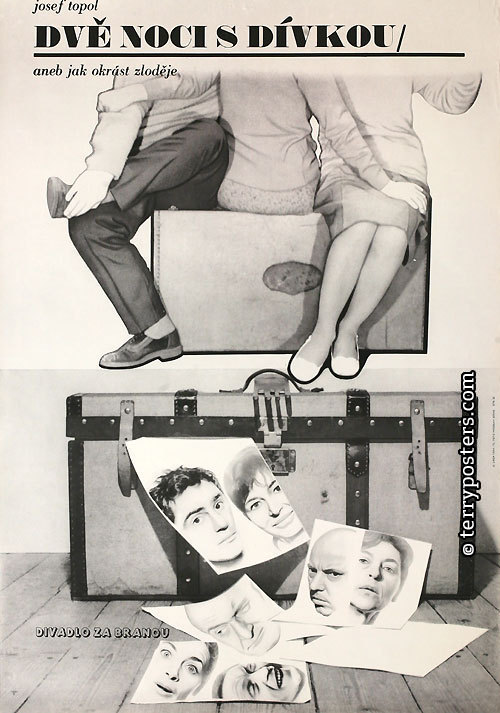 josef topol
DVĚ NOCI S DÍVKOU/
aneb jak okrást zloděje
© terryposters.com
DIVADLO ZA BRANOU